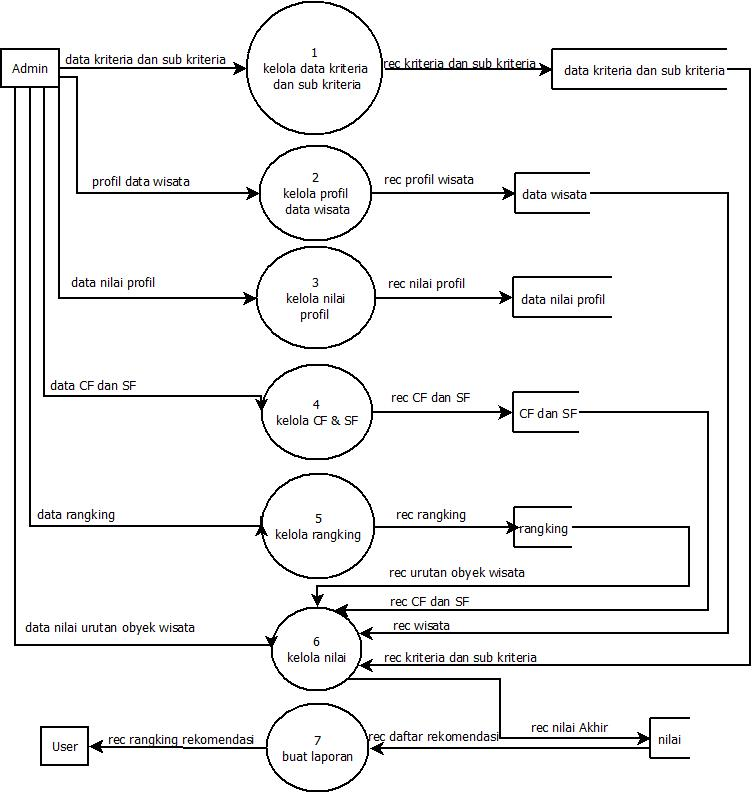 1
data kriteria dan sub kriteria
kelola data kriteria
dan sub kriteria
rec kriteria dan sub kriteria
data kriteria dan sub kriteria
Admin
2
profil data wisata
kelola profil
data wisata
rec profil wisata
data wisata
3
data nilai profil
kelola nilai
profil
rec nilai profil
data nilai profil
data CF dan SF
4
kelola CF & SF
rec CF dan SF
CF dan SF
data rangking
5
kelola rangking
rec rangking
rangking
rec urutan obyek wisata
rec CF dan SF
data nilai urutan obyek wisata
rec wisata
6
kelola nilai
rec kriteria dan sub kriteria
rec nilai Akhir
User
rec rangking rekomendasi
7
buat laporan
rec daftar rekomendasi
nilai